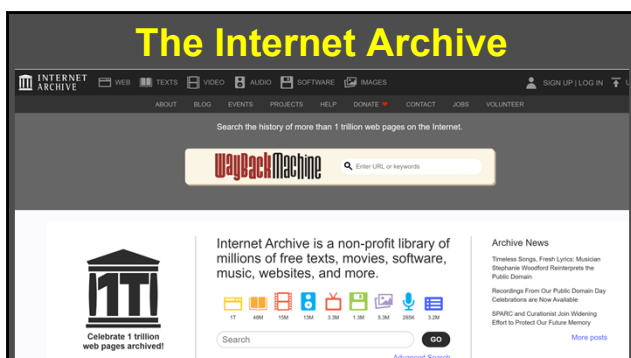 The Internet Archive
INTERNET ARCHIVE WEB TEXTS VIDEO AUDIO SOFTWARE IMAGES SIGN UP | LOG IN
ABOUT BLOG EVENTS PROJECTS HELP DONATE CONTACT JOBS VOLUNTEER
Search the history of more than 1 trillion web pages on the Internet.
WayBackMachine Enter URL or keywords
1T
Celebrate 1 trillion
web pages archived!
Internet Archive is a non-profit library of
millions of free texts, movies, software,
music, websites, and more.
1T 46M 15M 13M 3.3M 1.3M 5.3M 265K 3.2M
Search GO
Advanced Search
Archive News
Timeless Songs, Fresh Lyrics: Musician
Stephanie Woodford Reinterprets the
Public Domain
Recordings From Our Public Domain Day
Celebrations are Now Available
SPARC and Curationist Join Widening
Effort to Protect Our Future Memory
More posts